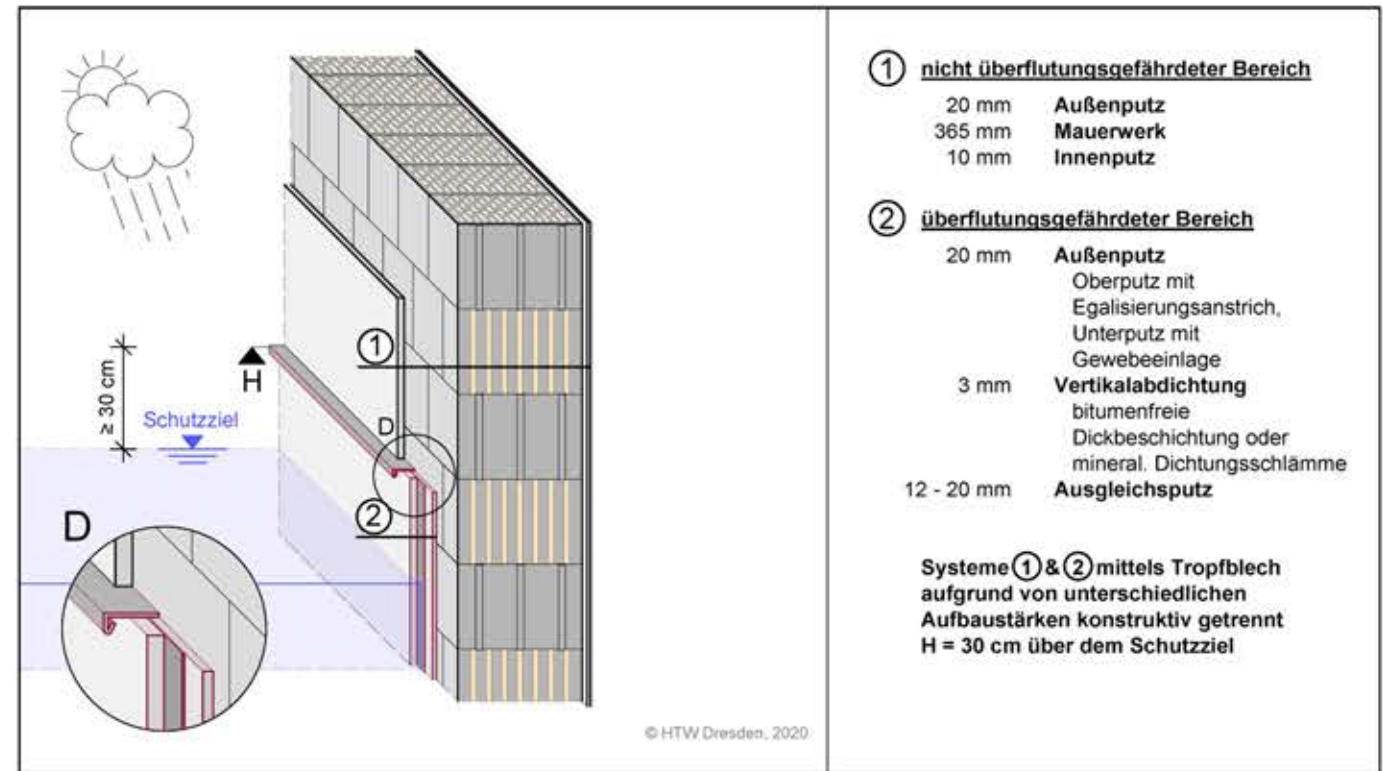 ≥ 30 cm
H
Schutzziel
1
D
2
D
© HTW Dresden, 2020
1 nicht überflutungsgefährdeter Bereich
20 mm Außenputz
365 mm Mauerwerk
10 mm Innenputz
2 überflutungsgefährdeter Bereich
20 mm Außenputz
Oberputz mit
Egalisierungsanstrich,
Unterputz mit
Gewebeeinlage
3 mm Vertikalabdichtung
bitumenfreie
Dickbeschichtung oder
mineral. Dichtungsschlämme
12 - 20 mm Ausgleichsputz
Systeme 1 & 2 mittels Tropfblech
aufgrund von unterschiedlichen
Aufbaustärken konstruktiv getrennt
H = 30 cm über dem Schutzziel